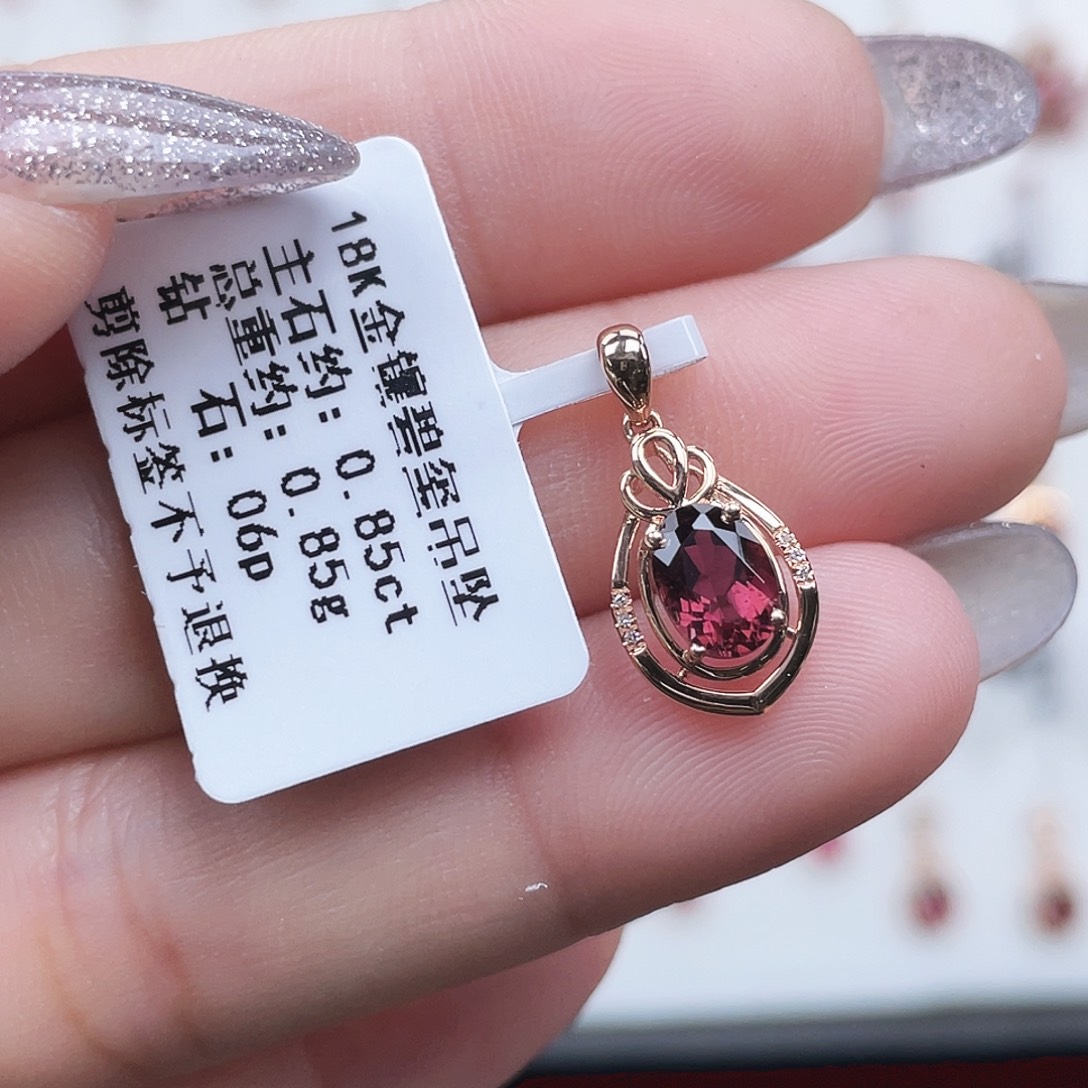 18K金镶碧玺吊坠
主石约: 0.85ct
总重约: 0.85g
钻 石: 06p
剪除标签不予退换